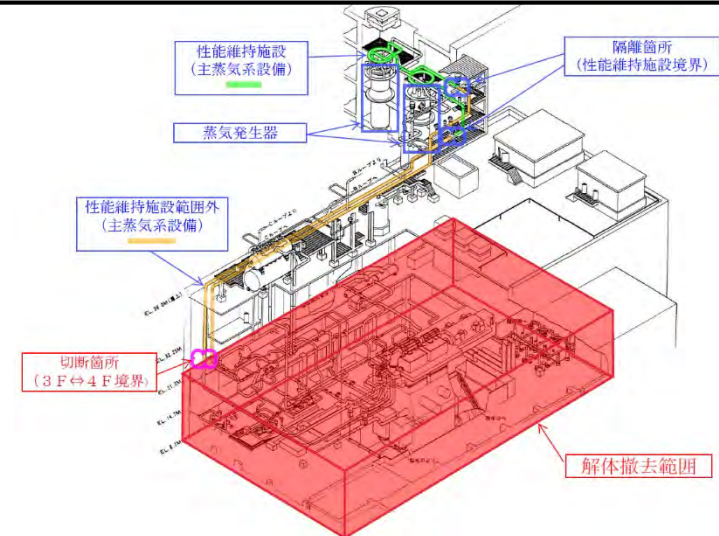 性能維持施設
(主蒸気系設備)
隔離箇所
(性能維持施設境界)
蒸気発生器
性能維持施設範囲外
(主蒸気系設備)
切断箇所
(3F⇔4F境界)
解体撤去範囲